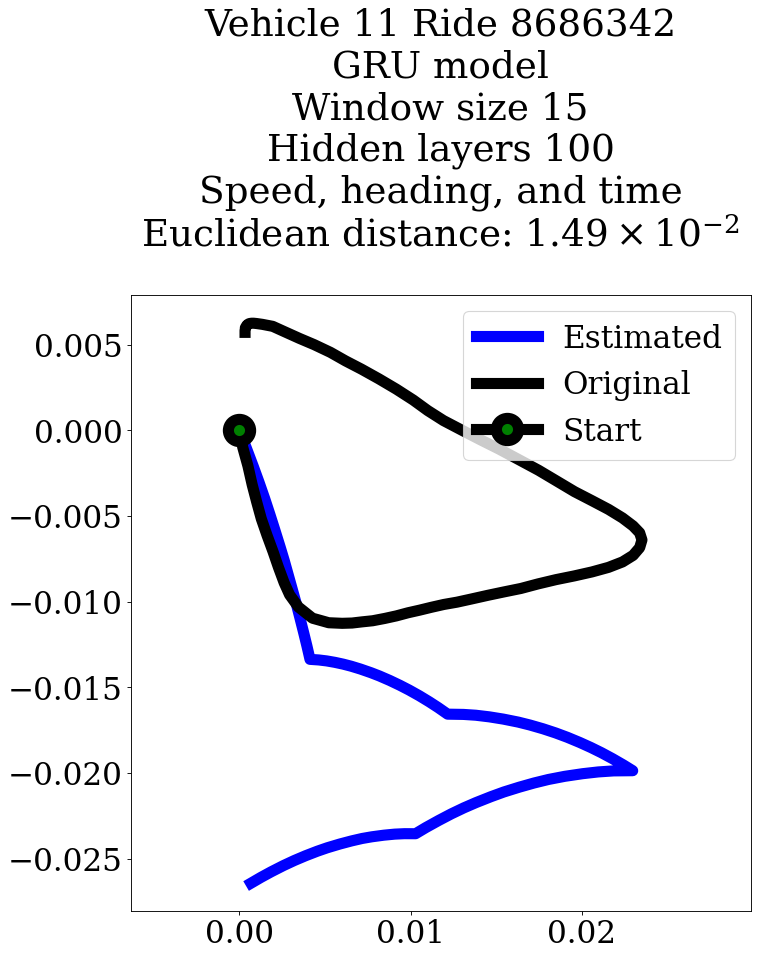 Vehicle 11 Ride 8686342
GRU model
Window size 15
Hidden layers 100
Speed, heading, and time
Euclidean distance: 1.49 × 10⁻²
Estimated
Original
Start
0.005
0.000
−0.005
−0.010
−0.015
−0.020
−0.025
0.00 0.01 0.02